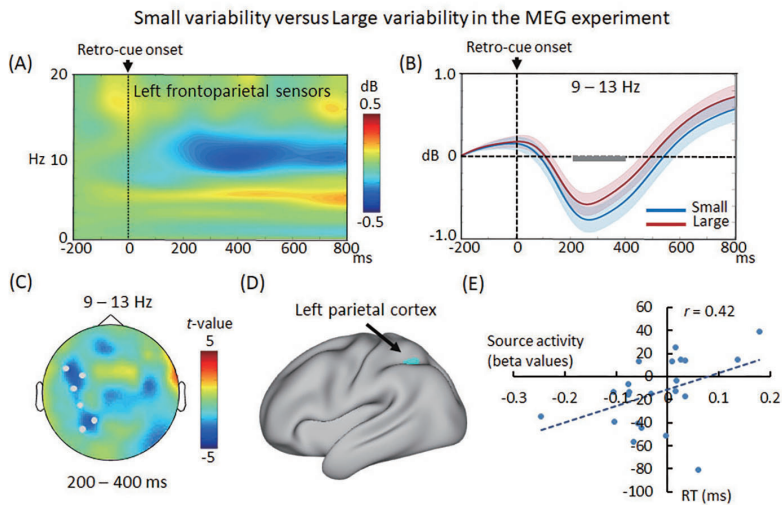 Small variability versus Large variability in the MEG experiment
Retro-cue onset
(A)
20
Left frontoparietal sensors
dB
0.5
Hz 10
0
-0.5
-200 0 200 400 600 800
ms
Retro-cue onset
(B)
1.0
9 – 13 Hz
dB 0
Small
Large
-1.0
-200 0 200 400 600 800
ms
(C)
9 – 13 Hz
t-value
5
-5
200 – 400 ms
(D)
Left parietal cortex
(E)
60
r = 0.42
Source activity
40
(beta values)
20
0
-0.3 -0.2 -0.1 0 0.1 0.2
-20
-40
-60
-80
-100 RT (ms)